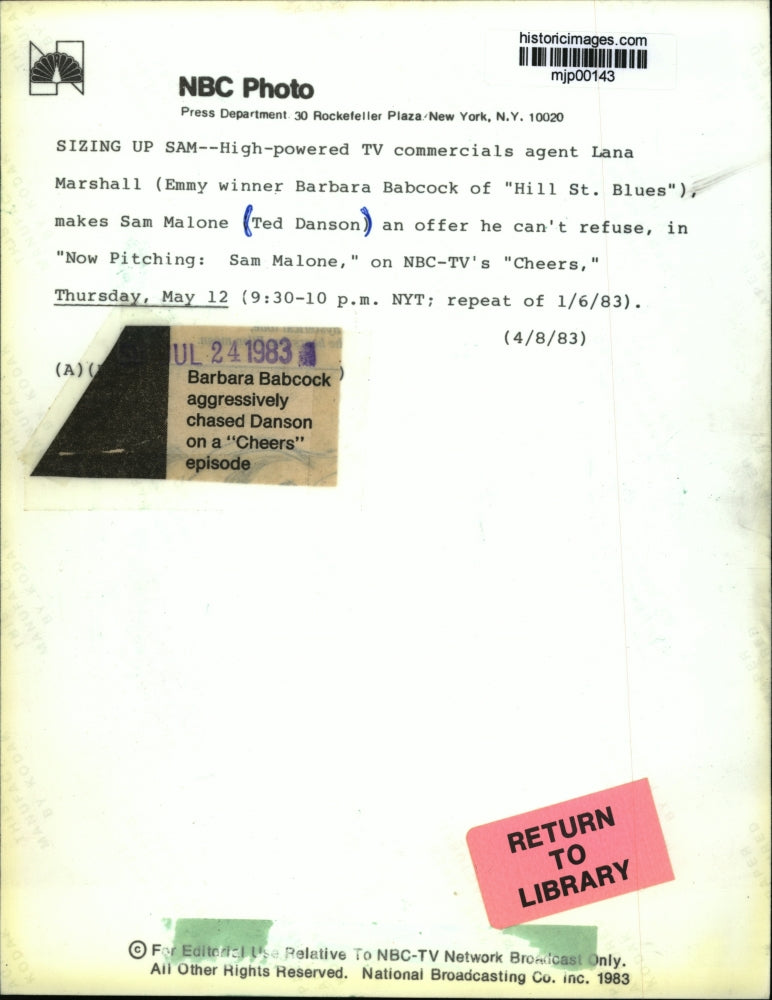 historicimages.com
mjp00143
NBC Photo
Press Department 30 Rockefeller Plaza New York, N.Y. 10020
SIZING UP SAM--High-powered TV commercials agent Lana
Marshall (Emmy winner Barbara Babcock of "Hill St. Blues"),
makes Sam Malone (Ted Danson) an offer he can't refuse, in
"Now Pitching: Sam Malone," on NBC-TV's "Cheers,"
Thursday, May 12 (9:30-10 p.m. NYT; repeat of 1/6/83).
(4/8/83)
(A)(
)
UL 24 1983
Barbara Babcock
aggressively
chased Danson
on a "Cheers"
episode
RETURN
TO
LIBRARY
© For Editorial Use Relative To NBC-TV Network Broadcast Only.
All Other Rights Reserved. National Broadcasting Co. Inc. 1983